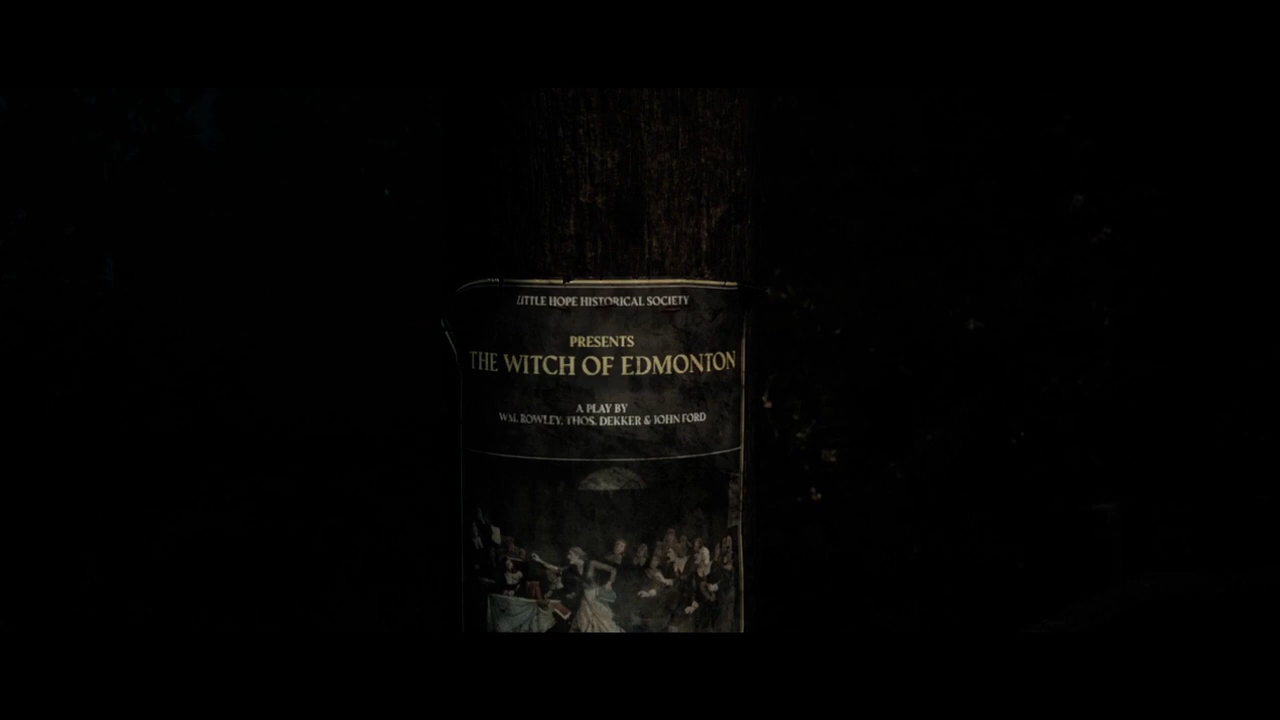 LITTLE HOPE HISTORICAL SOCIETY
PRESENTS
THE WITCH OF EDMONTON
A PLAY BY
WM. ROWLEY, THOS. DEKKER & JOHN FORD